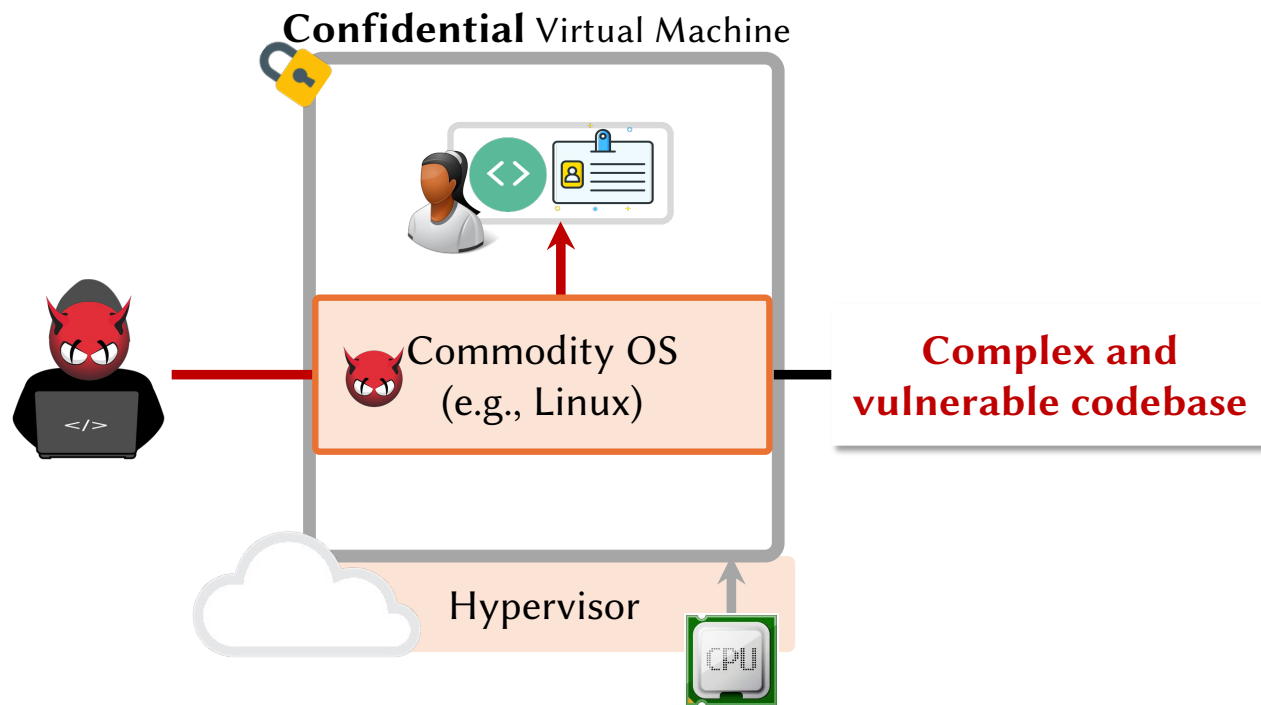 Confidential Virtual Machine
Commodity OS
(e.g., Linux)
Complex and
vulnerable codebase
</>
Hypervisor
CPU